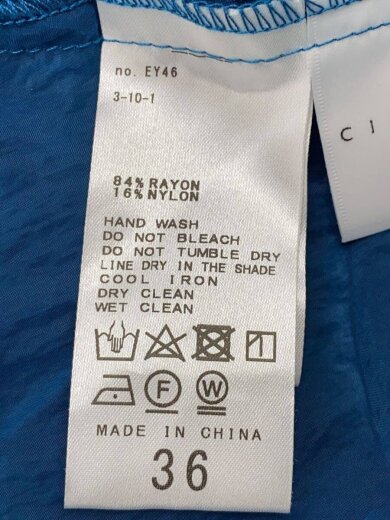 no. EY46
3-10-1
84% RAYON
16% NYLON
HAND WASH
DO NOT BLEACH
DO NOT TUMBLE DRY
LINE DRY IN THE SHADE
COOL IRON
DRY CLEAN
WET CLEAN
F W
MADE IN CHINA
36
C I